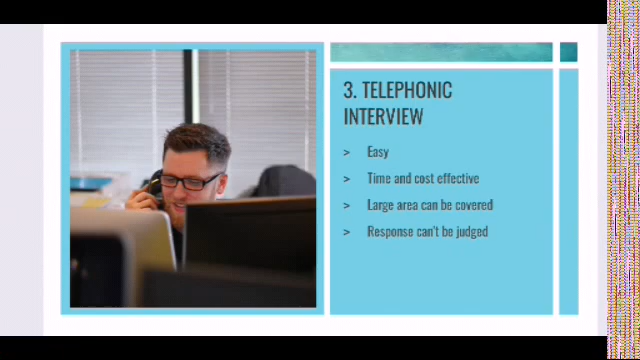 3. TELEPHONIC
INTERVIEW
> Easy
> Time and cost effective
> Large area can be covered
> Response can't be judged